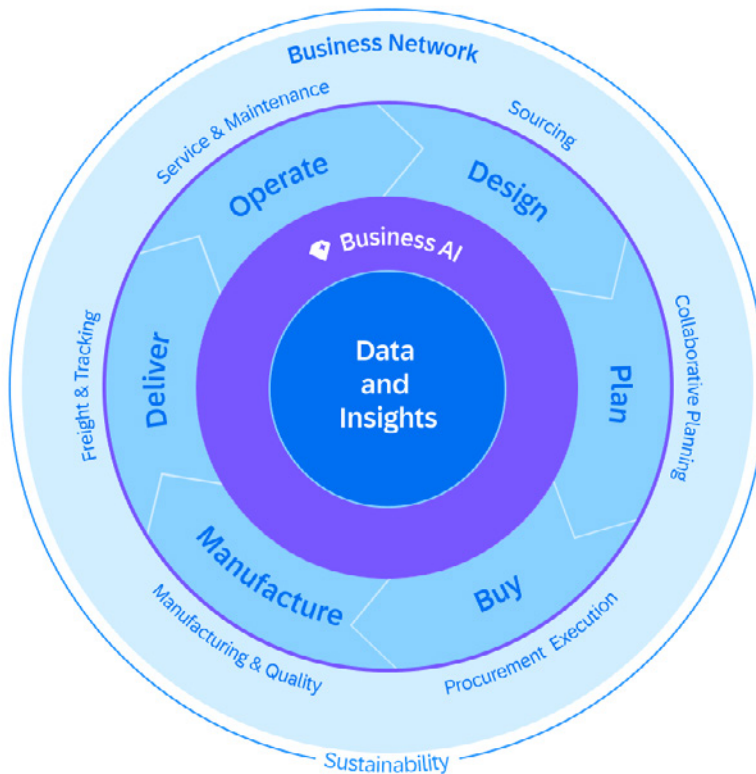 Business Network
Service & Maintenance
Sourcing
Operate
Design
Business AI
Freight & Tracking
Deliver
Data
and
Insights
Plan
Collaborative Planning
Manufacture
Buy
Manufacturing & Quality
Procurement Execution
Sustainability